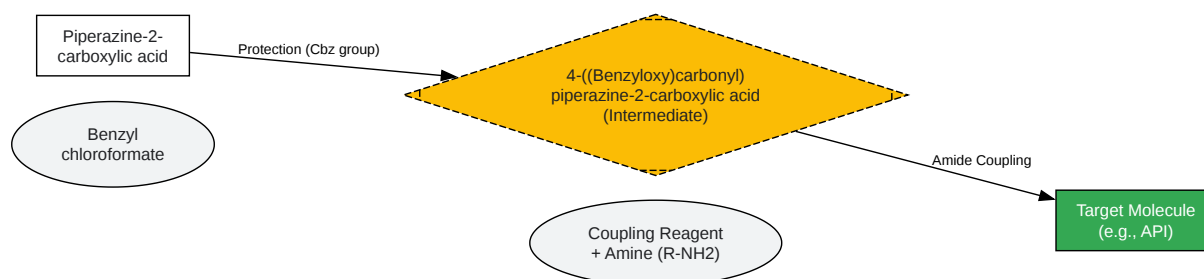 Piperazine-2-
carboxylic acid
Protection (Cbz group)
Benzyl
chloroformate
4-((Benzyloxy)carbonyl)
piperazine-2-carboxylic acid
(Intermediate)
Amide Coupling
Coupling Reagent
+ Amine (R-NH2)
Target Molecule
(e.g., API)